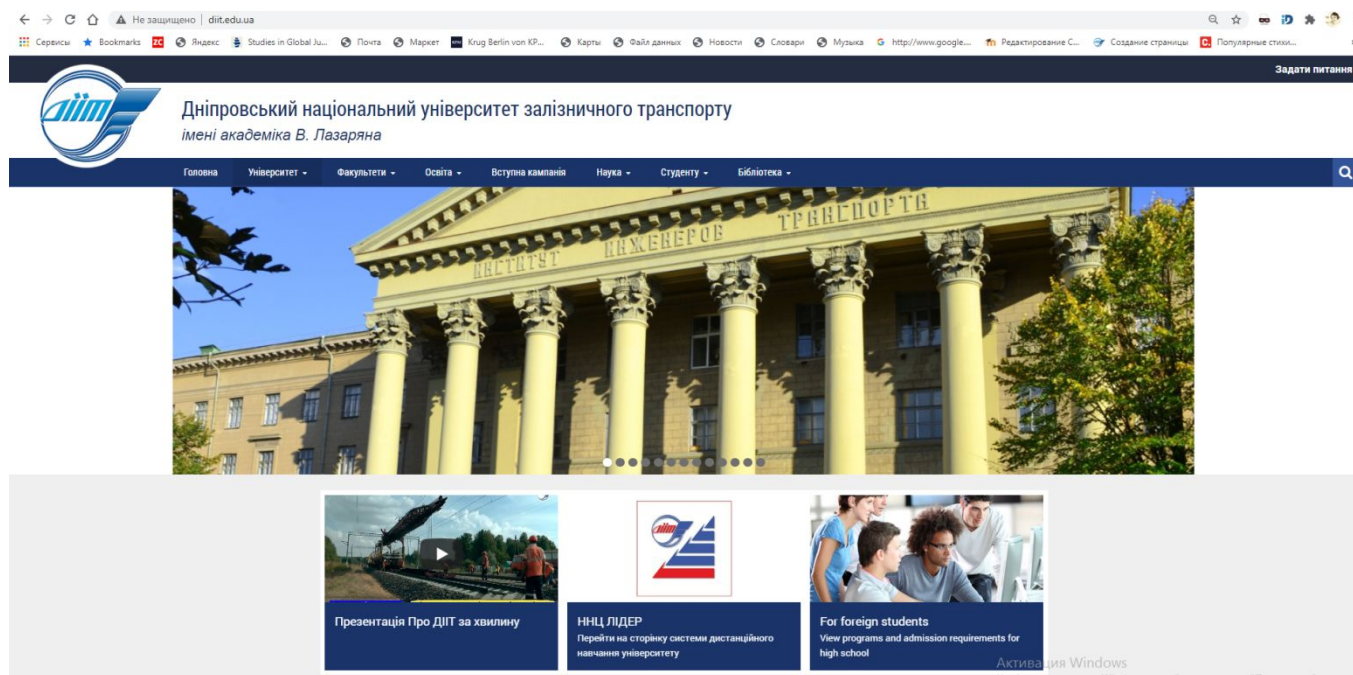 Не защищено | diit.edu.ua
Сервисы Bookmarks ZC Яндекс Studies in Global Ju... Почта Маркет Krug Berlin von KP... Карты Файл данных Новости Словари Музыка http://www.google... Редактирование С... Создание страницы Популярные стихи...
Задати питання
діїт
Дніпровський національний університет залізничного транспорту
імені академіка В. Лазаряна
Головна Університет Факультети Освіта Вступна кампанія Наука Студенту Бібліотека
ИНСТИТУТ ИНЖЕНЕРОВ ТРАНСПОРТА
діїт
Презентація Про ДІІТ за хвилину
ННЦ ЛІДЕР
Перейти на сторінку системи дистанційного
навчання університету
For foreign students
View programs and admission requirements for
high school
Активация Windows